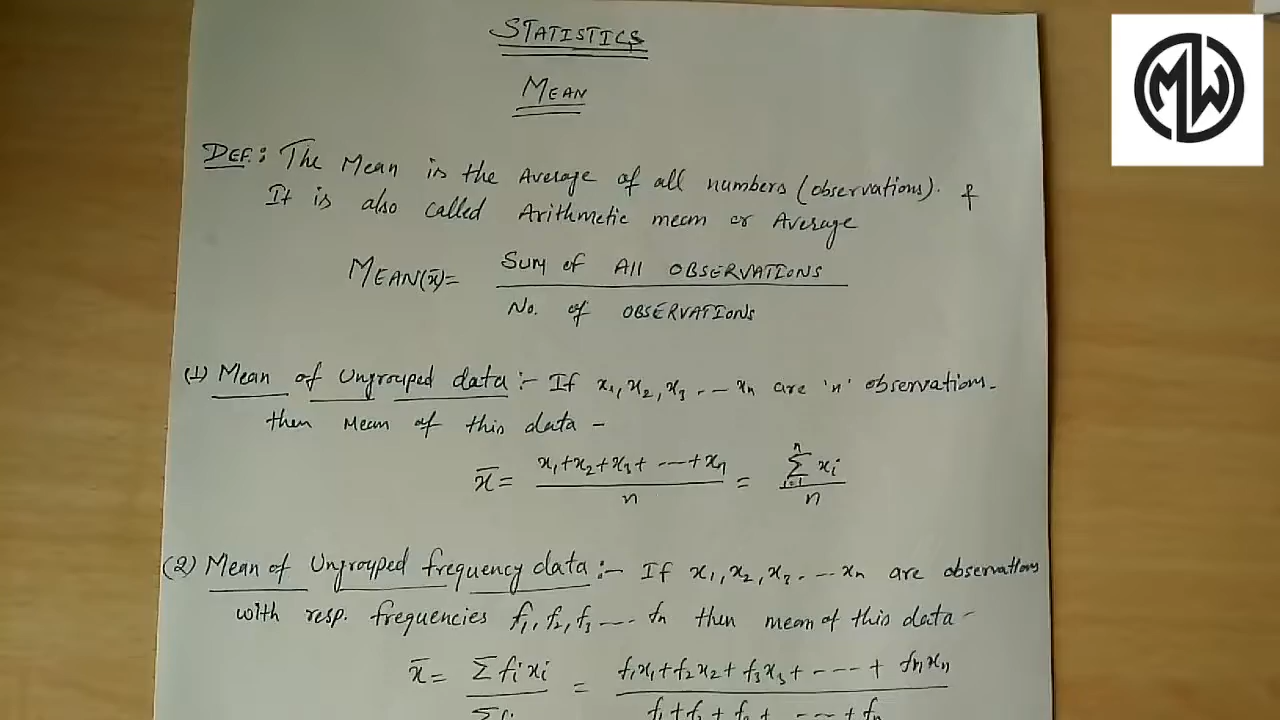 STATISTICS
MW
MEAN
DEF: The Mean is the Average of all numbers (observations). &
It is also called Arithmetic mean or Average
MEAN(x̄) = Sum of All OBSERVATIONS / No. of OBSERVATIONS
(1) Mean of Ungrouped data :- If x₁, x₂, x₃ ... xₙ are 'n' observations.
then Mean of this data -
x̄ = (x₁+x₂+x₃+ ---- +xₙ) / n = ∑ᵢ₌₁ⁿ xᵢ / n
(2) Mean of Ungrouped frequency data :- If x₁, x₂, x₃ ... xₙ are observations
with resp. frequencies f₁, f₂, f₃ ... fₙ then mean of this data -
x̄ = ∑ fᵢxᵢ / ∑ fᵢ = (f₁x₁ + f₂x₂ + f₃x₃ + ---- + fₙxₙ) / (f₁ + f₂ + f₃ + ---- + fₙ)